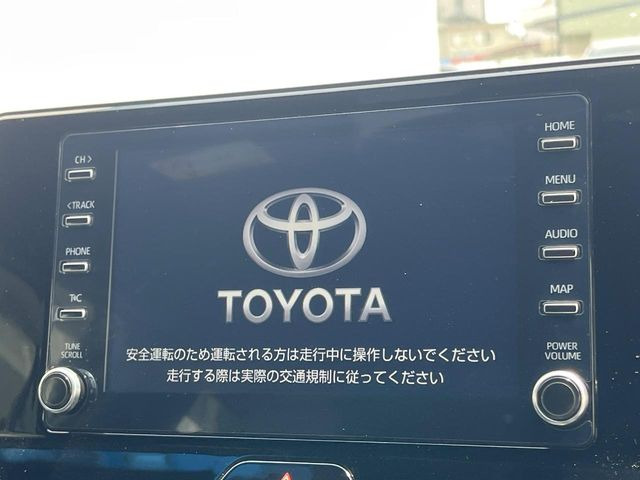 CH >
< TRACK
PHONE
T•C
TUNE
SCROLL
TOYOTA
安全運転のため運転される方は走行中に操作しないでください
走行する際は実際の交通規制に従ってください
HOME
MENU
AUDIO
MAP
POWER
VOLUME